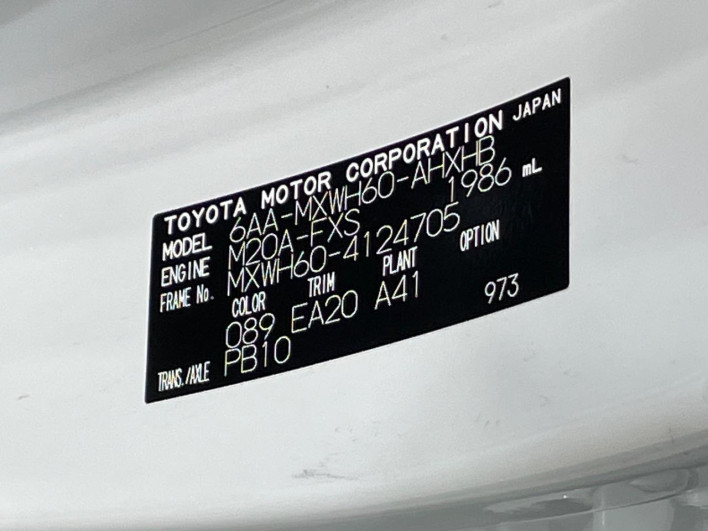 TOYOTA MOTOR CORPORATION JAPAN
MODEL 6AA-MXWH60-AHXHB
ENGINE M20A-FXS 1986 mL
FRAME No. MXWH60-4124705
COLOR TRIM PLANT OPTION
089 EA20 A41 973
TRANS./AXLE PB10